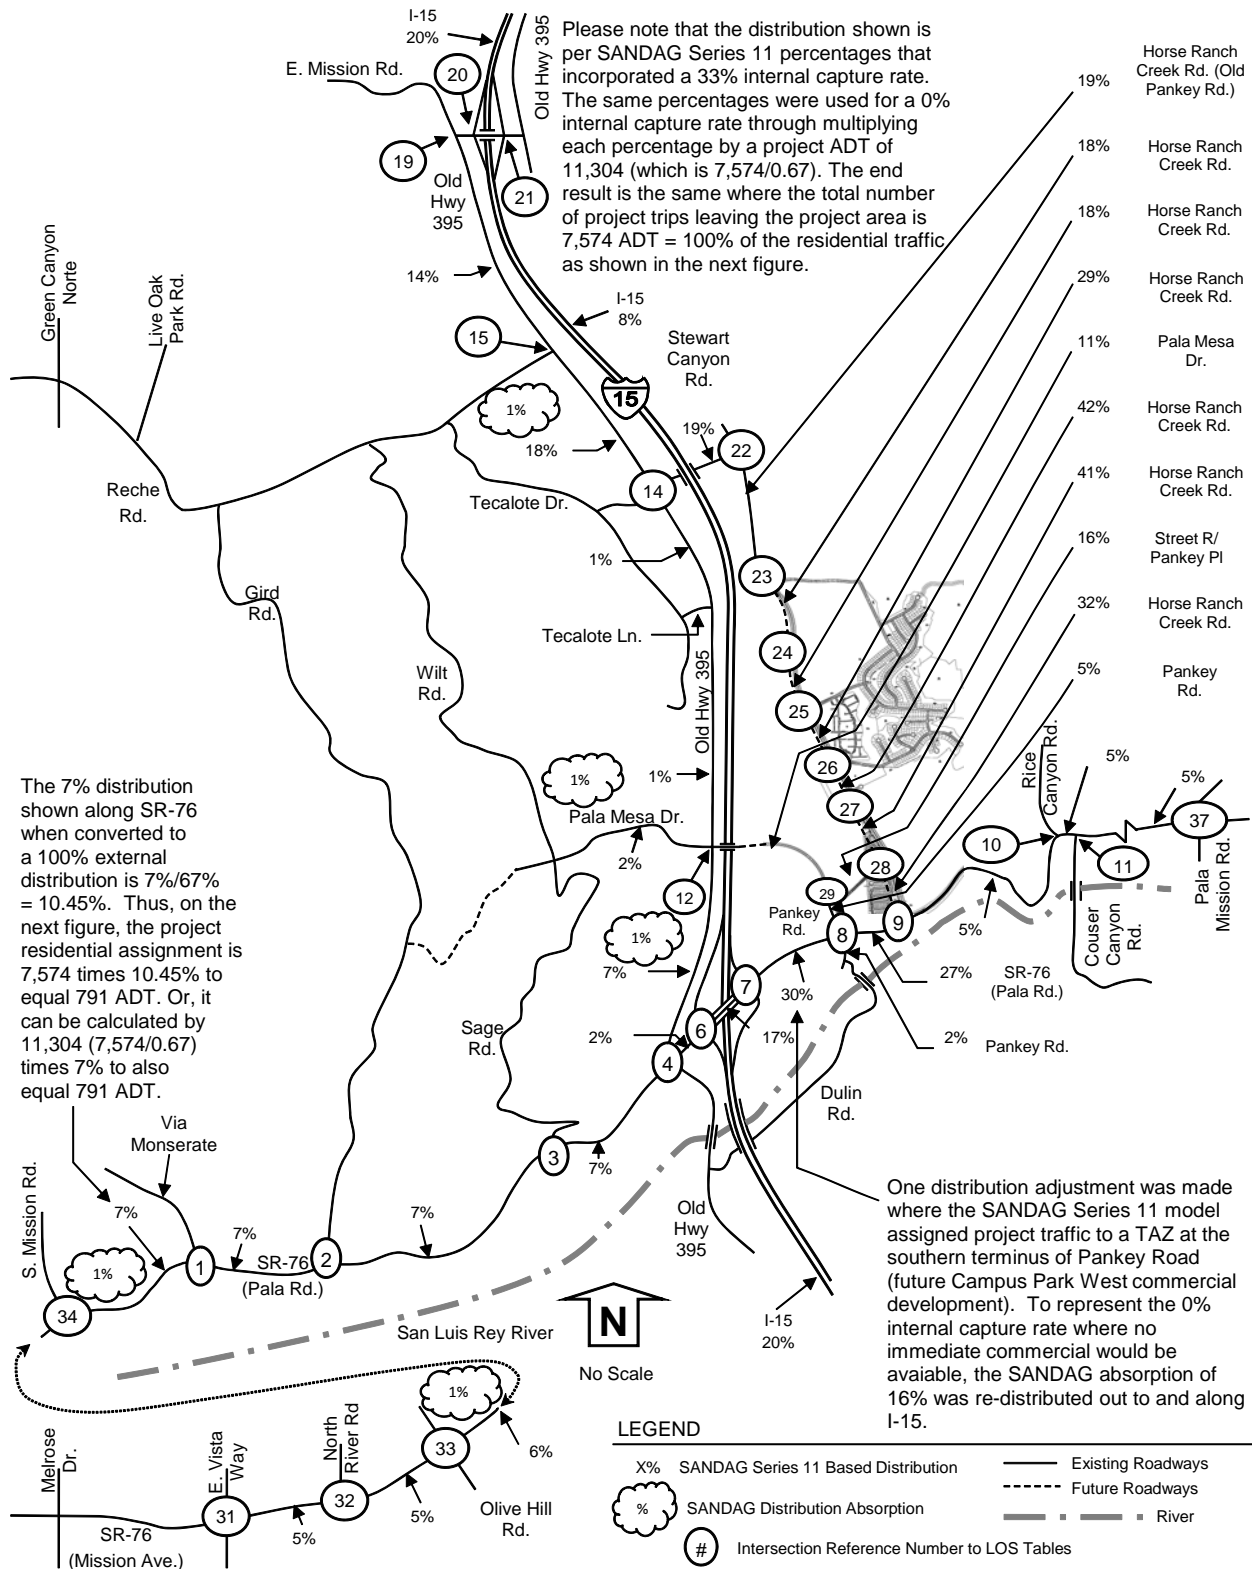 I-15
20%
Old Hwy 395
Please note that the distribution shown is
per SANDAG Series 11 percentages that
incorporated a 33% internal capture rate.
The same percentages were used for a 0%
internal capture rate through multiplying
each percentage by a project ADT of
11,304 (which is 7,574/0.67). The end
result is the same where the total number
of project trips leaving the project area is
7,574 ADT = 100% of the residential traffic
as shown in the next figure.
E. Mission Rd.
20
19
21
Old
Hwy
395
14%
I-15
8%
15
Stewart
Canyon
Rd.
15
Green Canyon
Norte
Live Oak
Park Rd.
1%
18%
19%
22
14
Reche
Rd.
Tecalote Dr.
1%
23
Gird
Rd.
Tecalote Ln.
24
Wilt
Rd.
25
Old Hwy 395
26
1%
1%
27
Pala Mesa Dr.
2%
28
12
29
Pankey
Rd.
8
9
1%
7%
7
30%
27%
SR-76
(Pala Rd.)
6
17%
2%
2%
Pankey Rd.
4
Sage
Rd.
Dulin
Rd.
3
7%
Old
Hwy
395
I-15
20%
19%
Horse Ranch
Creek Rd. (Old
Pankey Rd.)
18%
Horse Ranch
Creek Rd.
18%
Horse Ranch
Creek Rd.
29%
Horse Ranch
Creek Rd.
11%
Pala Mesa
Dr.
42%
Horse Ranch
Creek Rd.
41%
Horse Ranch
Creek Rd.
16%
Street R/
Pankey Pl
32%
Horse Ranch
Creek Rd.
5%
Pankey
Rd.
Rice
Canyon Rd.
5%
5%
37
10
11
5%
Couser
Canyon
Rd.
Pala
Mission Rd.
The 7% distribution
shown along SR-76
when converted to
a 100% external
distribution is 7%/67%
= 10.45%. Thus, on the
next figure, the project
residential assignment is
7,574 times 10.45% to
equal 791 ADT. Or, it
can be calculated by
11,304 (7,574/0.67)
times 7% to also
equal 791 ADT.
Via
Monserate
S. Mission Rd.
7%
7%
7%
1%
1
SR-76
(Pala Rd.)
2
34
San Luis Rey River
N
No Scale
One distribution adjustment was made
where the SANDAG Series 11 model
assigned project traffic to a TAZ at the
southern terminus of Pankey Road
(future Campus Park West commercial
development). To represent the 0%
internal capture rate where no
immediate commercial would be
avaiable, the SANDAG absorption of
16% was re-distributed out to and along
I-15.
1%
Melrose
Dr.
E. Vista
Way
North
River Rd
33
6%
32
31
5%
5%
Olive Hill
Rd.
SR-76
(Mission Ave.)
LEGEND
X% SANDAG Series 11 Based Distribution
% SANDAG Distribution Absorption
# Intersection Reference Number to LOS Tables
Existing Roadways
Future Roadways
River